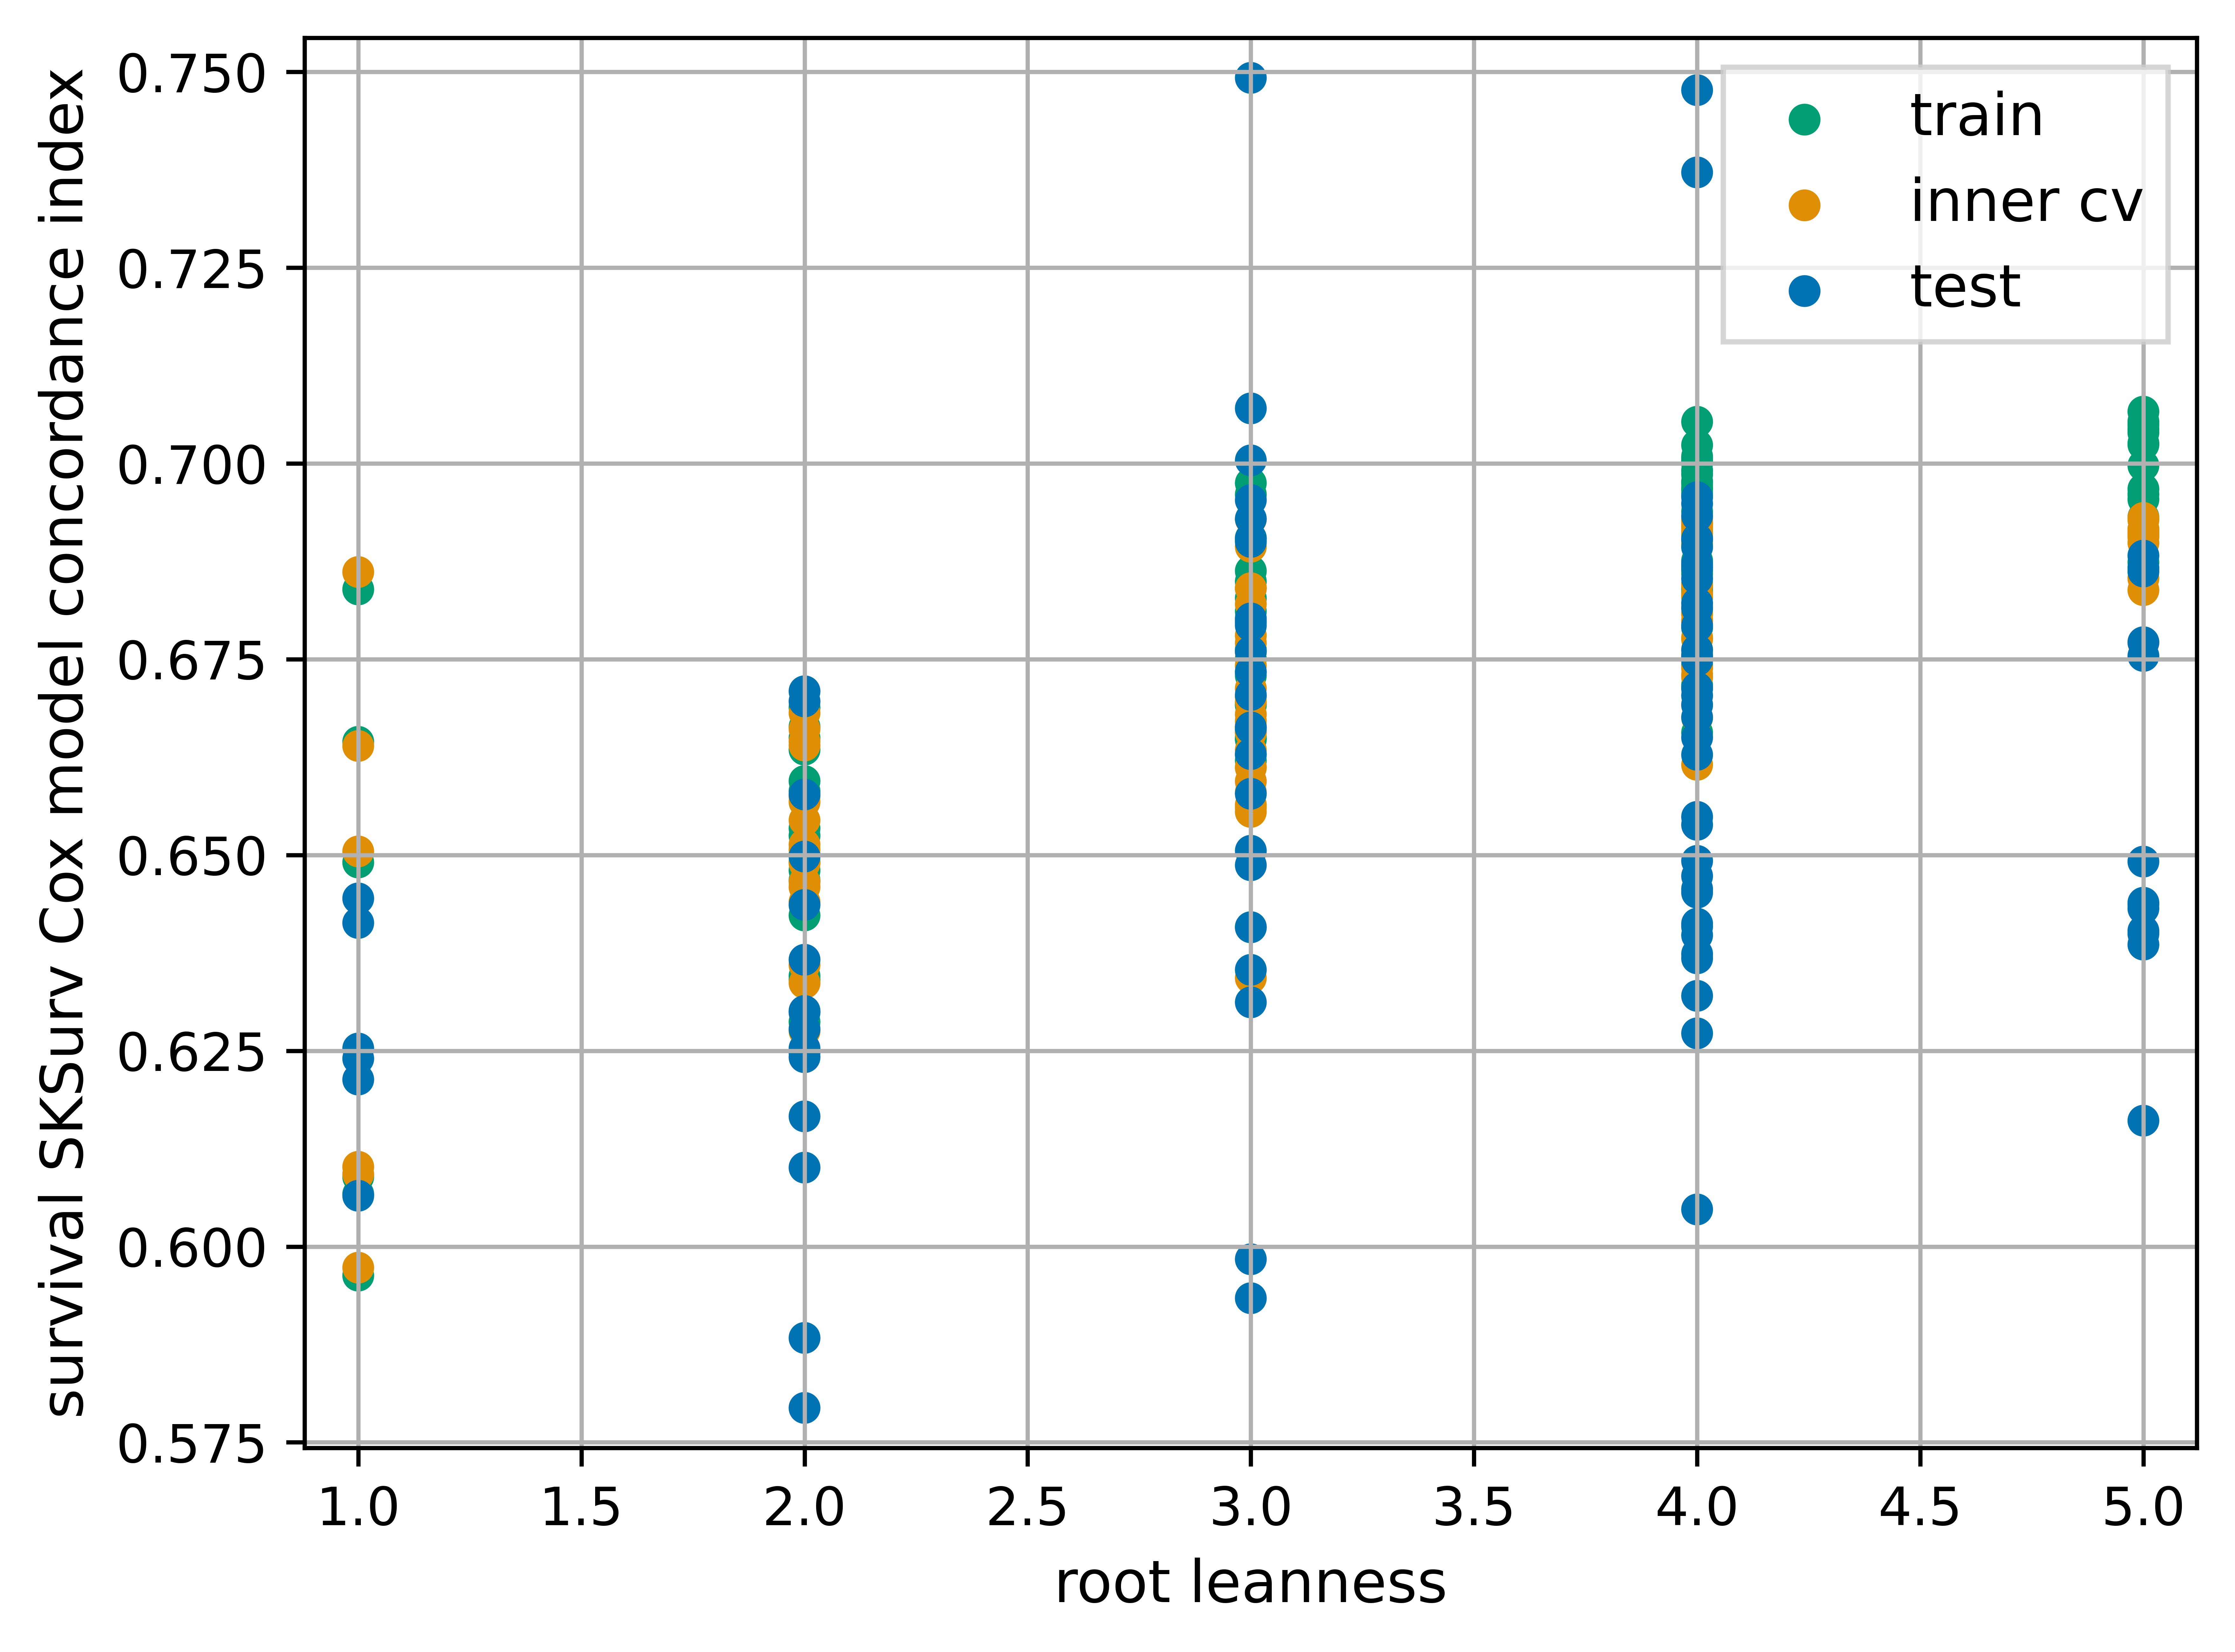 survival SKSurv Cox model concordance index
0.750
0.725
0.700
0.675
0.650
0.625
0.600
0.575
train
inner cv
test
1.0 1.5 2.0 2.5 3.0 3.5 4.0 4.5 5.0
root leanness